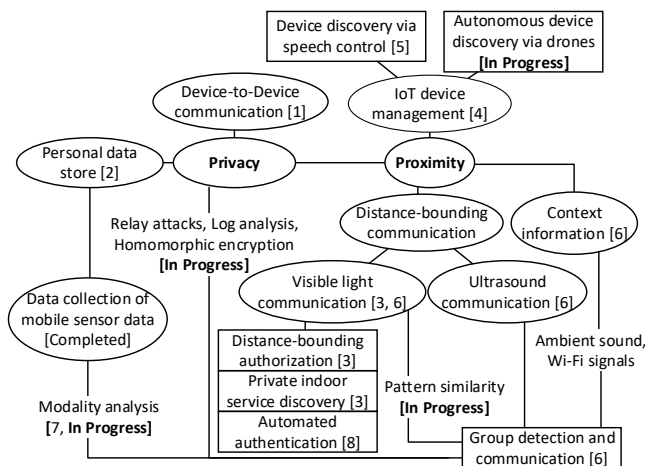 Device discovery via
speech control [5]
Autonomous device
discovery via drones
[In Progress]
Device-to-Device
communication [1]
IoT device
management [4]
Personal data
store [2]
Privacy
Proximity
Relay attacks, Log analysis,
Homomorphic encryption
[In Progress]
Distance-bounding
communication
Context
information [6]
Data collection of
mobile sensor data
[Completed]
Visible light
communication [3, 6]
Ultrasound
communication [6]
Distance-bounding
authorization [3]
Private indoor
service discovery [3]
Automated
authentication [8]
Ambient sound,
Wi-Fi signals
Modality analysis
[7, In Progress]
Pattern similarity
[In Progress]
Group detection and
communication [6]